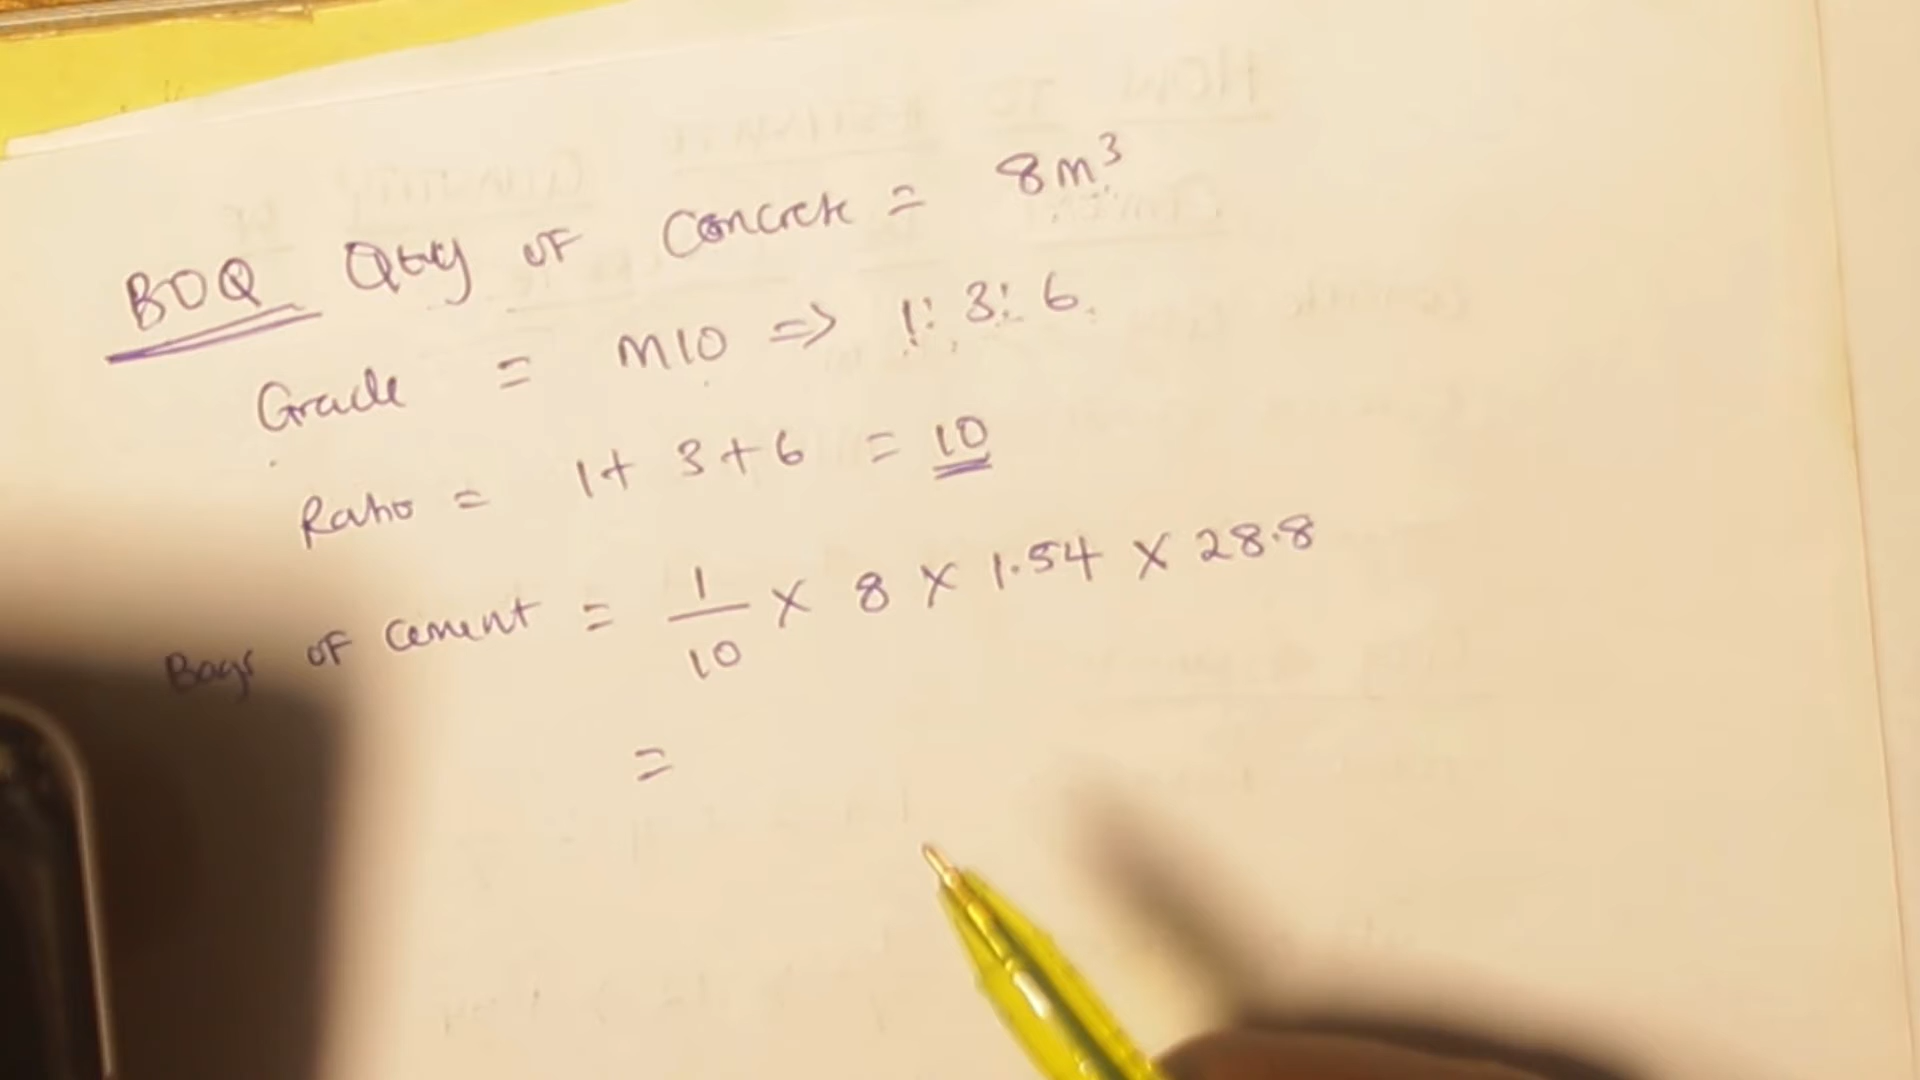 BOQ Qty OF Concrete = 8m³
Grade = M10 => 1:3:6
Ratio = 1+3+6 = 10
Bags OF Cement = 1/10 × 8 × 1.54 × 28.8
=